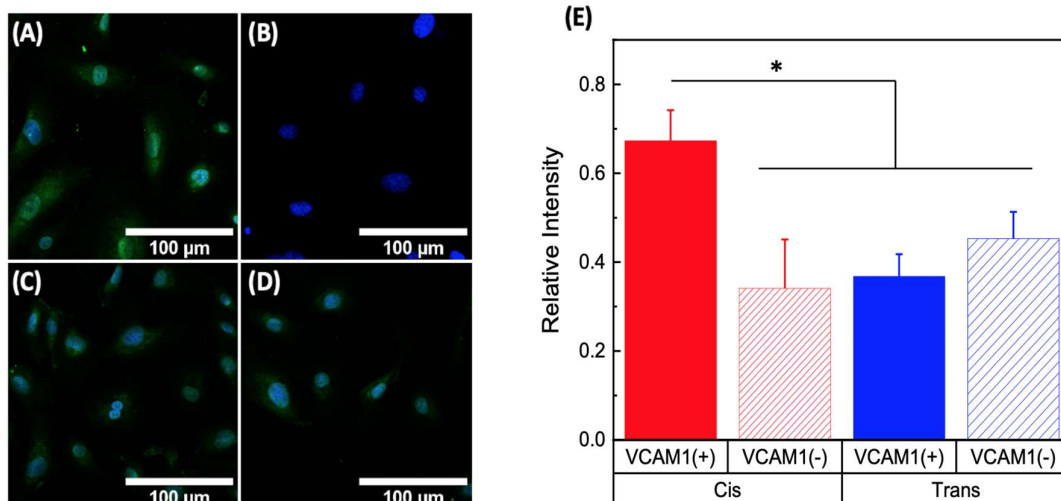 (A)
(B)
100 µm
100 µm
(C)
(D)
100 µm
100 µm
(E)
Relative Intensity
0.8
0.6
0.4
0.2
0.0
*
VCAM1(+) VCAM1(-) VCAM1(+) VCAM1(-)
Cis Trans